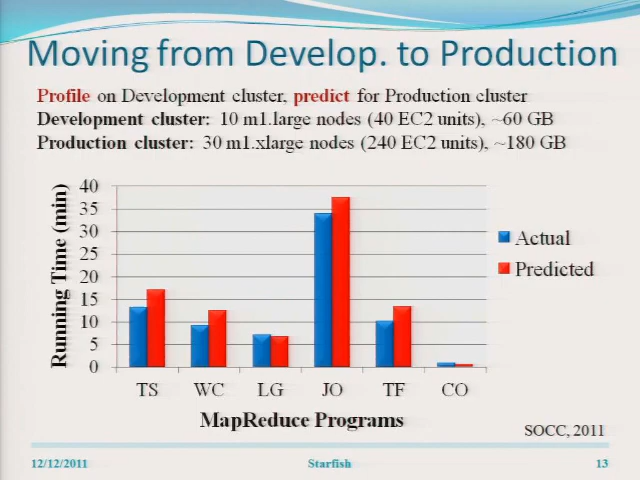 Moving from Develop. to Production
Profile on Development cluster, predict for Production cluster
Development cluster: 10 m1.large nodes (40 EC2 units), ~60 GB
Production cluster: 30 m1.xlarge nodes (240 EC2 units), ~180 GB
Running Time (min)
40
35
30
25
20
15
10
5
0
TS WC LG JO TF CO
MapReduce Programs
Actual
Predicted
SOCC, 2011
12/12/2011 Starfish 13